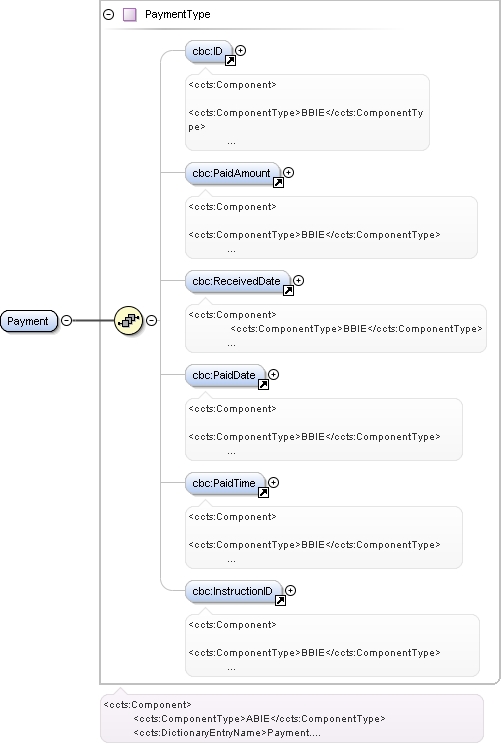 PaymentType
cbc:ID
<ccts:Component>
<ccts:ComponentType>BBIE</ccts:ComponentTy
pe>
...
cbc:PaidAmount
<ccts:Component>
<ccts:ComponentType>BBIE</ccts:ComponentType>
...
cbc:ReceivedDate
<ccts:Component>
<ccts:ComponentType>BBIE</ccts:ComponentType>
...
Payment
cbc:PaidDate
<ccts:Component>
<ccts:ComponentType>BBIE</ccts:ComponentType>
...
cbc:PaidTime
<ccts:Component>
<ccts:ComponentType>BBIE</ccts:ComponentType>
...
cbc:InstructionID
<ccts:Component>
<ccts:ComponentType>BBIE</ccts:ComponentType>
...
<ccts:Component>
<ccts:ComponentType>ABIE</ccts:ComponentType>
<ccts:DictionaryEntryName>Payment....